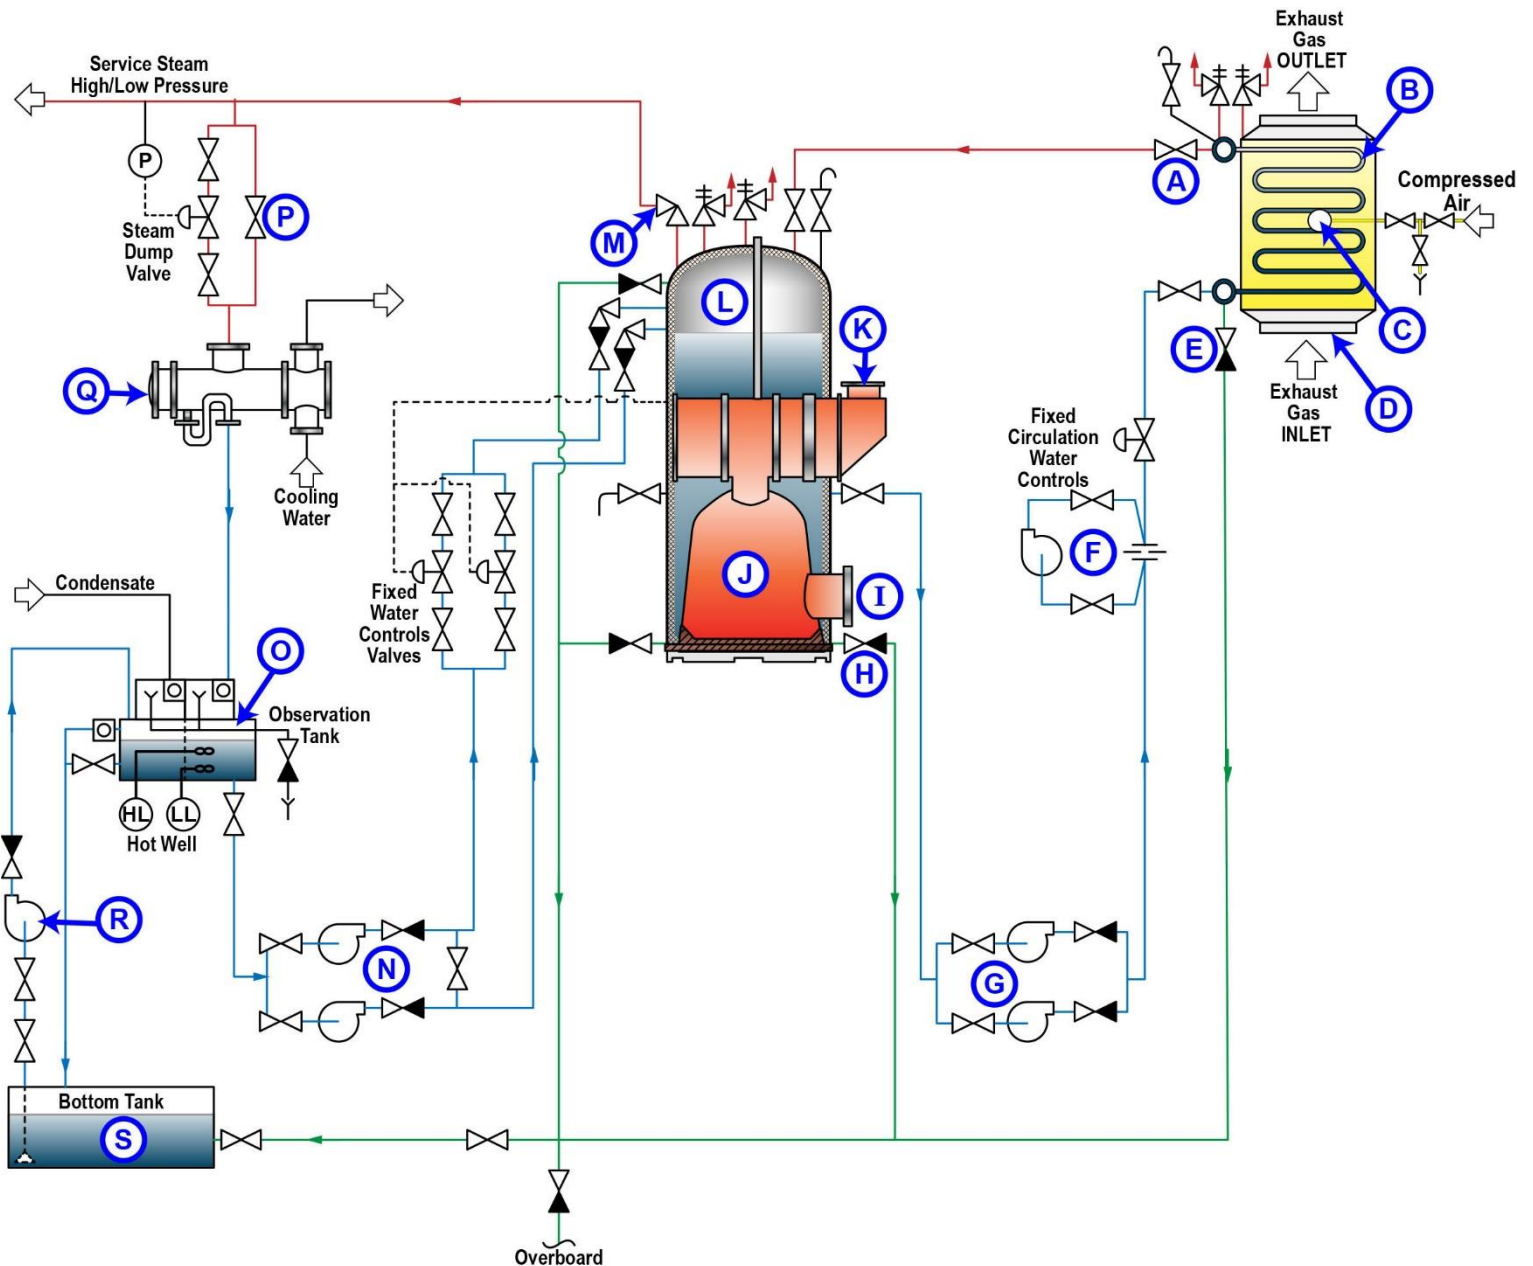 Exhaust
Gas
OUTLET
Service Steam
High/Low Pressure
B
P
A
Compressed
Air
P
M
Steam
Dump
Valve
L
K
C
E
Q
D
Exhaust
Gas
INLET
Fixed
Circulation
Water
Controls
Cooling
Water
F
J
I
Condensate
Fixed
Water
Controls
Valves
H
O
Observation
Tank
HL
LL
Hot Well
R
N
G
Bottom Tank
S
Overboard